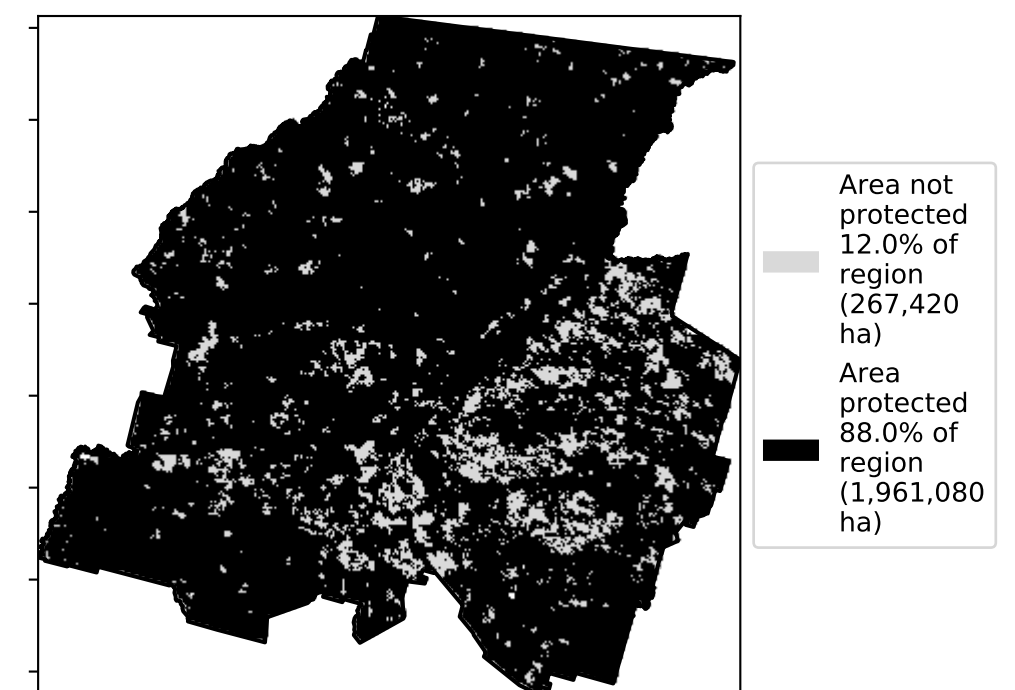 Area not
protected
12.0% of
region
(267,420
ha)
Area
protected
88.0% of
region
(1,961,080
ha)